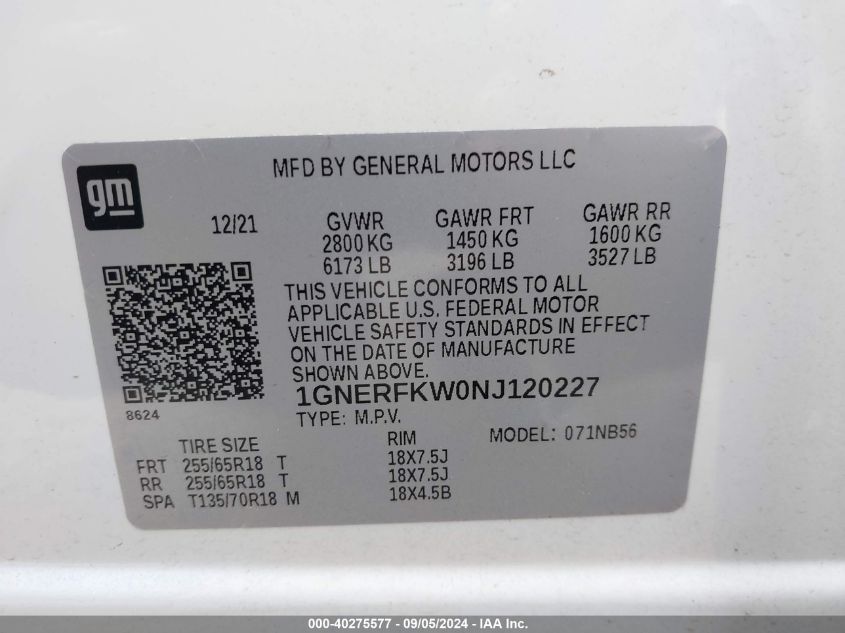 MFD BY GENERAL MOTORS LLC
gm
12/21
GVWR GAWR FRT GAWR RR
2800 KG 1450 KG 1600 KG
6173 LB 3196 LB 3527 LB
THIS VEHICLE CONFORMS TO ALL
APPLICABLE U.S. FEDERAL MOTOR
VEHICLE SAFETY STANDARDS IN EFFECT
ON THE DATE OF MANUFACTURE
SHOWN ABOVE.
1GNERFKW0NJ120227
8624
TYPE: M.P.V.
MODEL: 071NB56
TIRE SIZE RIM
FRT 255/65R18 T 18X7.5J
RR 255/65R18 T 18X7.5J
SPA T135/70R18 M 18X4.5B
000-40275577 - 09/05/2024 - IAA Inc.